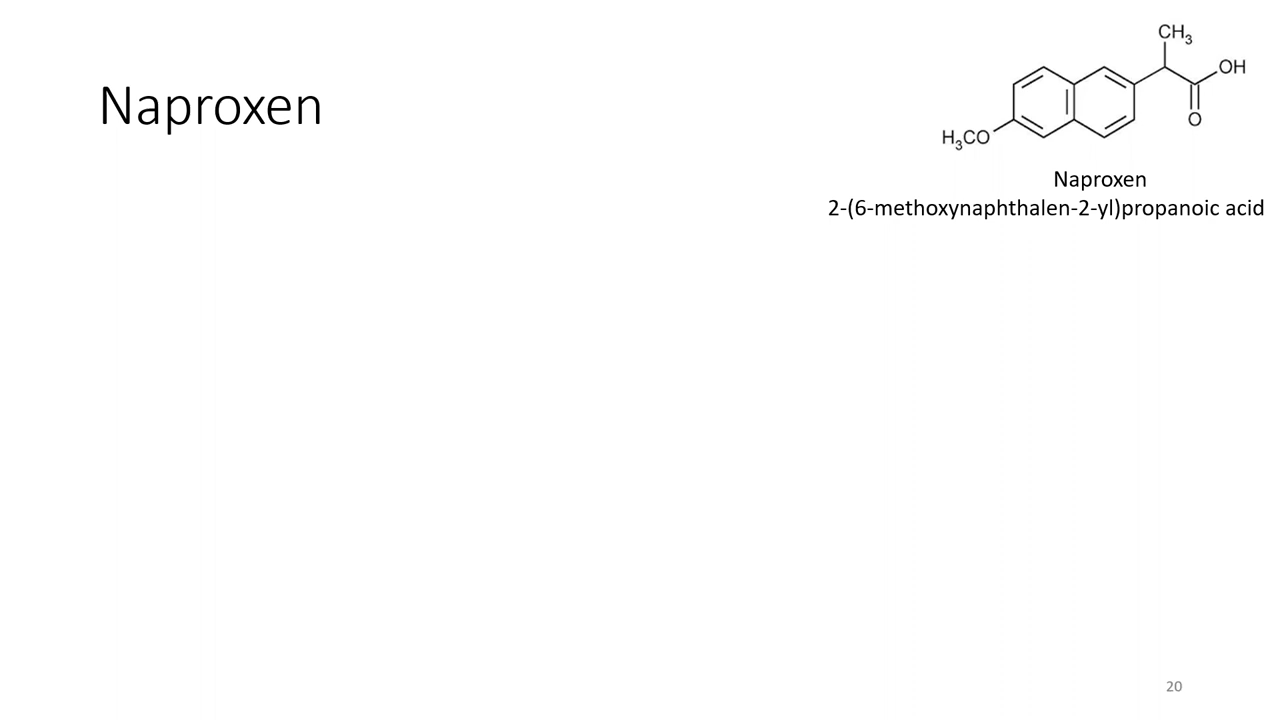 Naproxen
CH₃
OH
O
H₃CO
Naproxen
2-(6-methoxynaphthalen-2-yl)propanoic acid
20